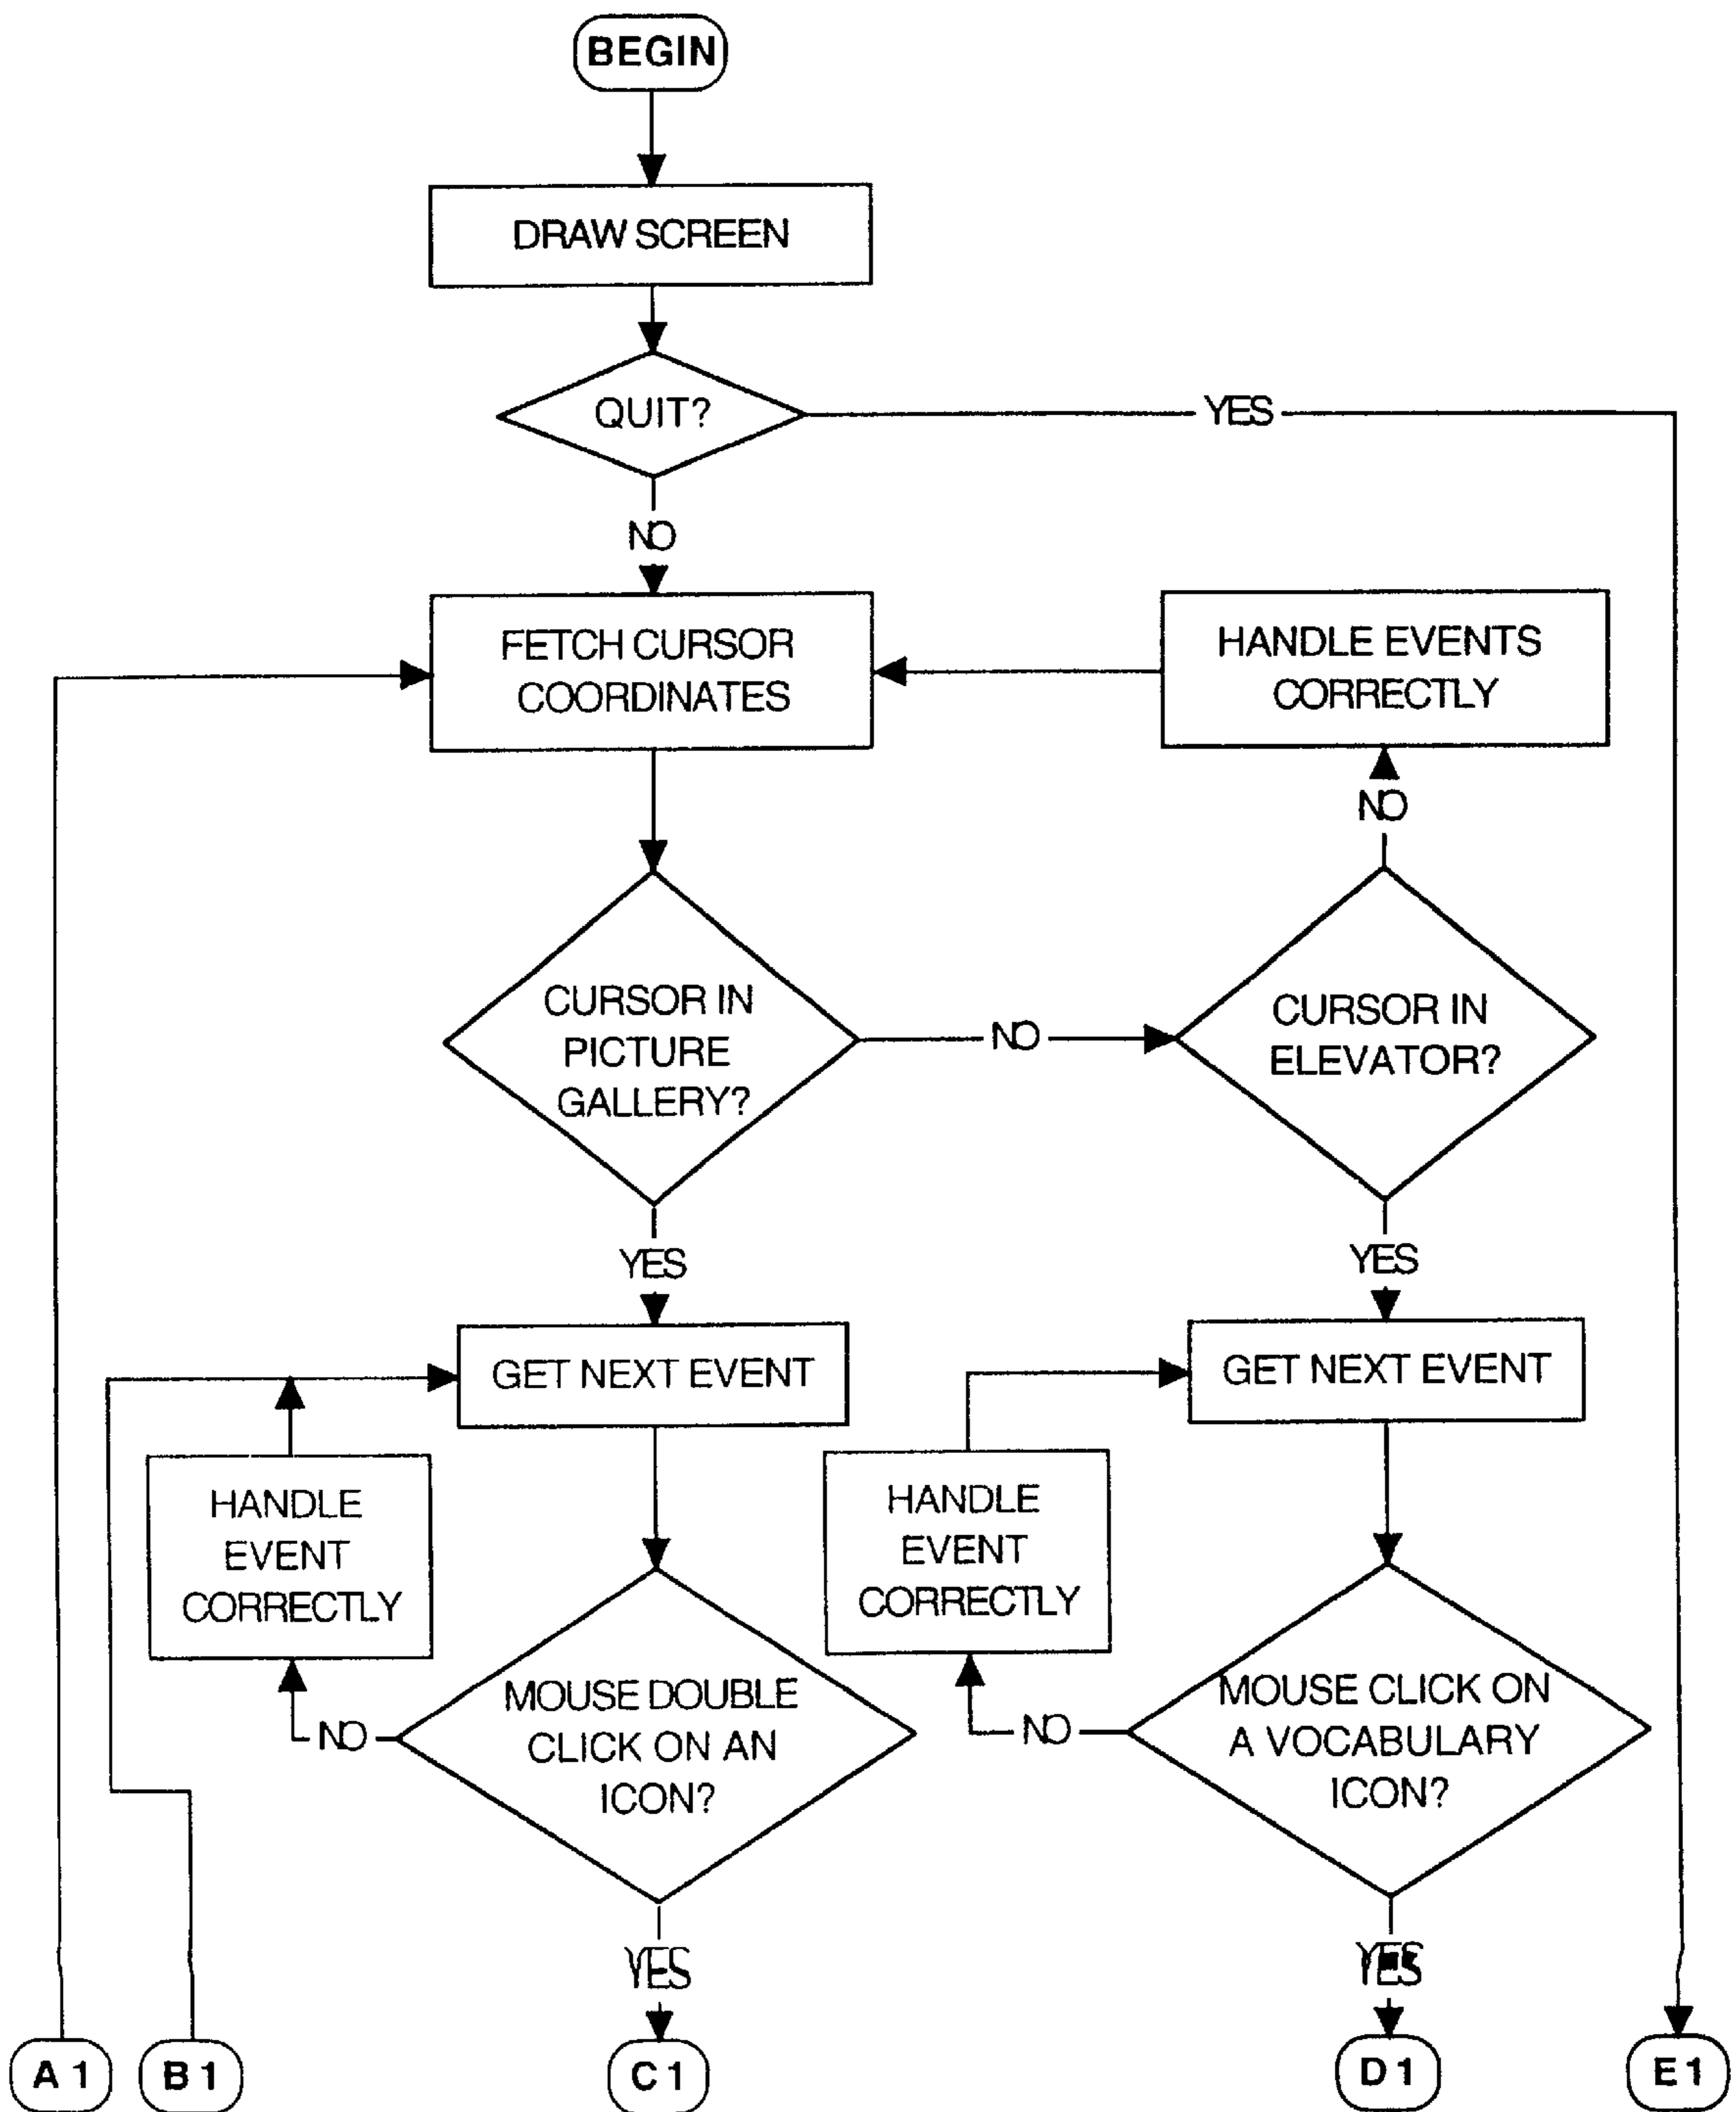 BEGIN
DRAW SCREEN
QUIT?
YES
NO
FETCH CURSOR
COORDINATES
HANDLE EVENTS
CORRECTLY
NO
CURSOR IN
PICTURE
GALLERY?
NO
CURSOR IN
ELEVATOR?
YES
YES
GET NEXT EVENT
GET NEXT EVENT
HANDLE
EVENT
CORRECTLY
HANDLE
EVENT
CORRECTLY
MOUSE DOUBLE
CLICK ON AN
ICON?
NO
MOUSE CLICK ON
A VOCABULARY
ICON?
NO
YES
YES
A 1
B 1
C 1
D 1
E 1